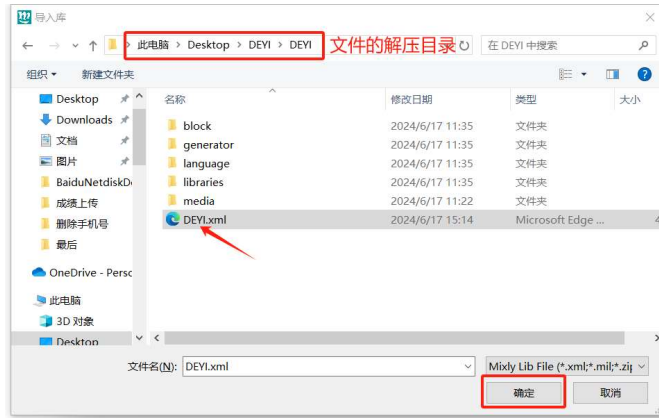 导入库
此电脑 > Desktop > DEYI > DEYI
文件的解压目录
在 DEYI 中搜索
组织
新建文件夹
Desktop
Downloads
文档
图片
BaiduNetdiskD
成绩上传
删除手机号
最后
OneDrive - Persc
此电脑
3D 对象
Desktop
名称 修改日期 类型 大小
block 2024/6/17 11:35 文件夹
generator 2024/6/17 11:35 文件夹
language 2024/6/17 11:35 文件夹
libraries 2024/6/17 11:35 文件夹
media 2024/6/17 11:22 文件夹
DEYI.xml 2024/6/17 15:14 Microsoft Edge ...
文件名(N): DEYI.xml
Mixly Lib File (*.xml;*.mil;*.zip
确定 取消